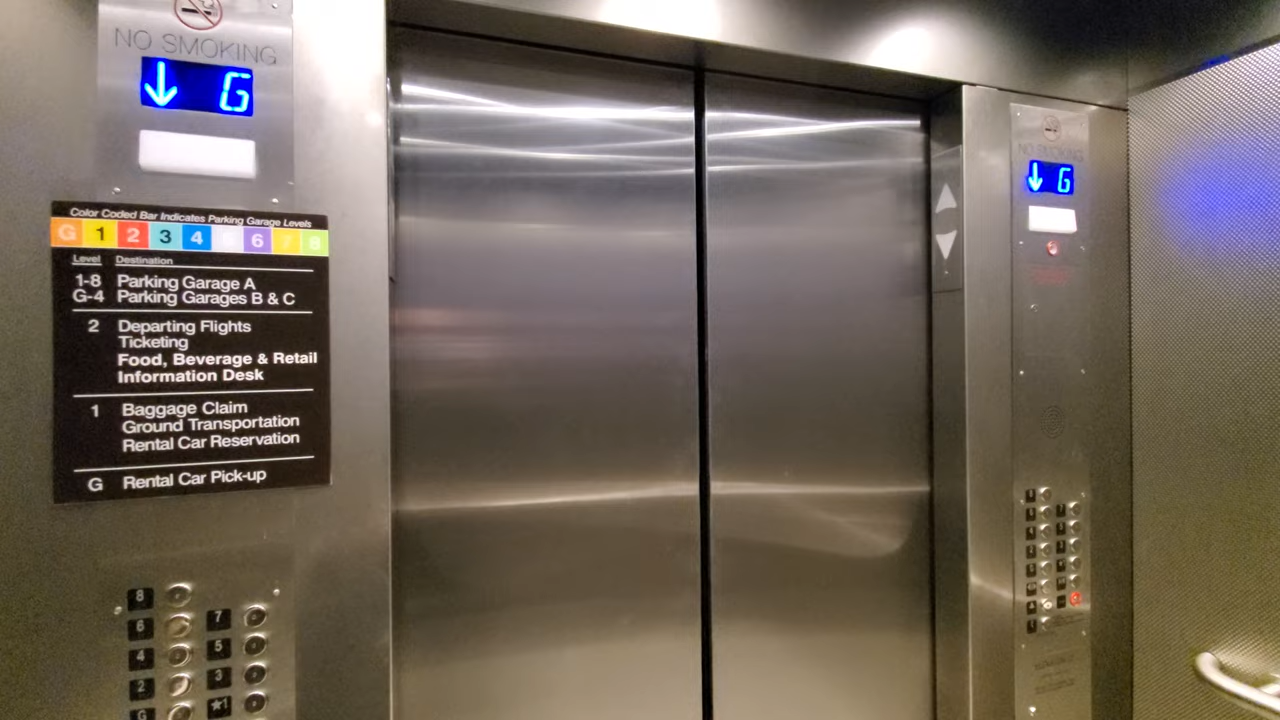 NO SMOKING
↓ G
Color Coded Bar Indicates Parking Garage Levels
G 1 2 3 4 5 6 7 8
Level Destination
1-8 Parking Garage A
G-4 Parking Garages B & C
2 Departing Flights
Ticketing
Food, Beverage & Retail
Information Desk
1 Baggage Claim
Ground Transportation
Rental Car Reservation
G Rental Car Pick-up
8
7
6
5
4
3
2
★1
G
NO SMOKING
↓ G